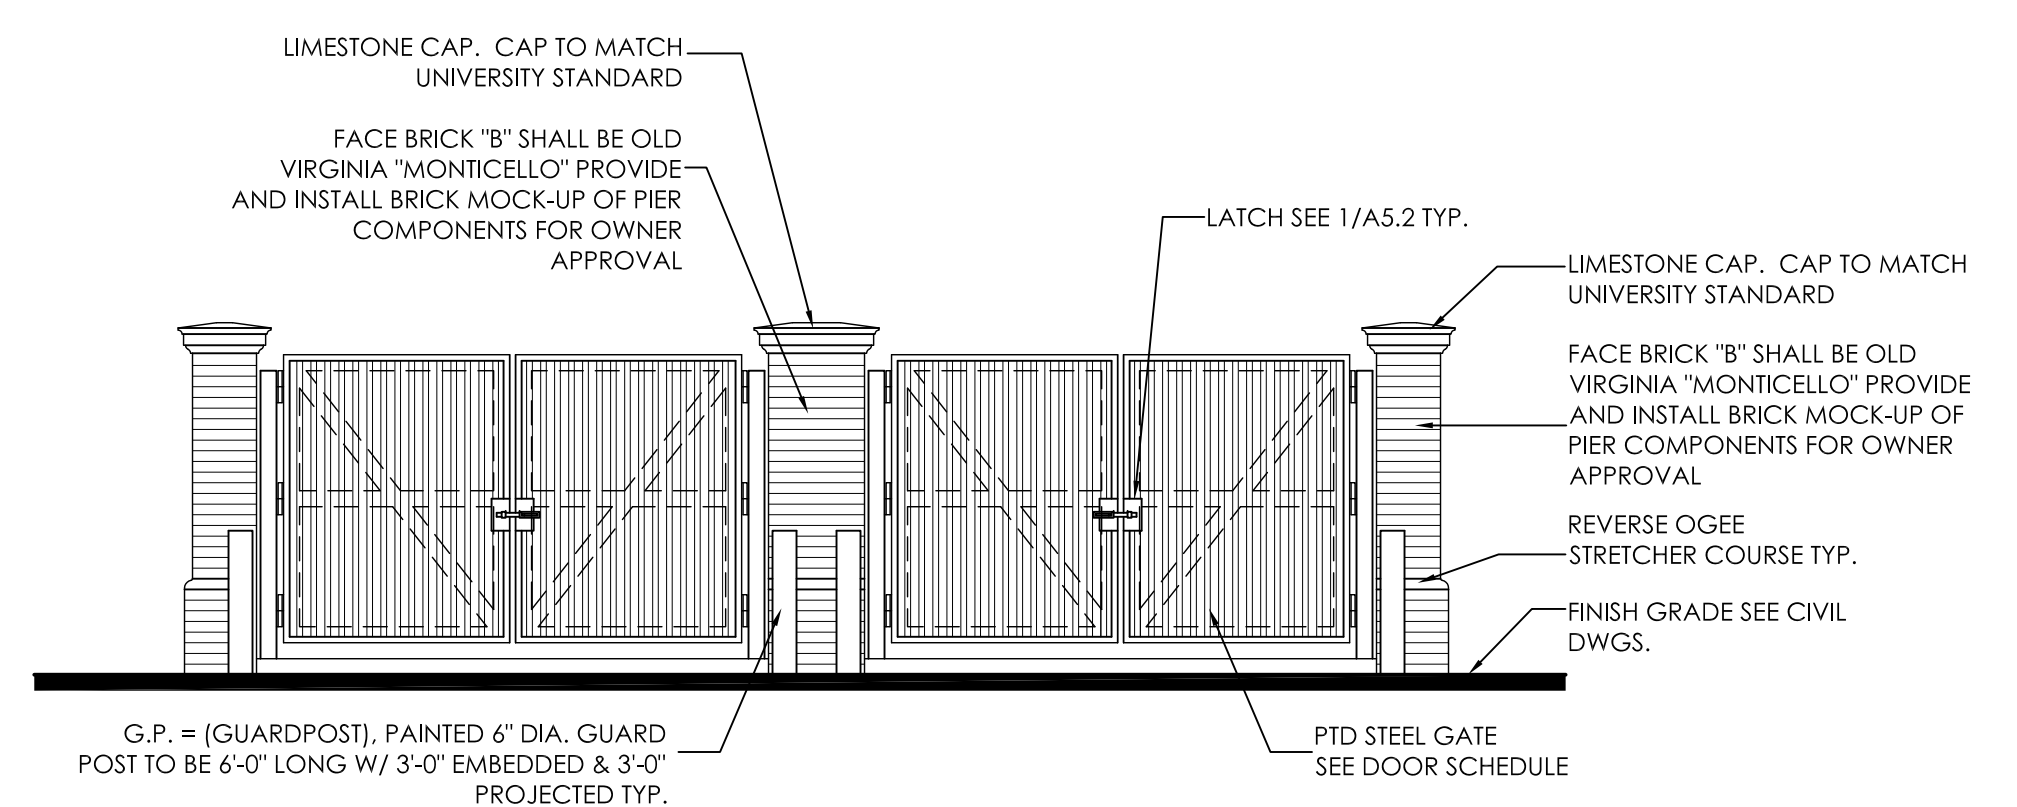 LIMESTONE CAP.  CAP TO MATCH
UNIVERSITY STANDARD
FACE BRICK "B" SHALL BE OLD
VIRGINIA "MONTICELLO" PROVIDE
AND INSTALL BRICK MOCK-UP OF PIER
COMPONENTS FOR OWNER
APPROVAL
LATCH SEE 1/A5.2 TYP.
LIMESTONE CAP.  CAP TO MATCH
UNIVERSITY STANDARD
FACE BRICK "B" SHALL BE OLD
VIRGINIA "MONTICELLO" PROVIDE
AND INSTALL BRICK MOCK-UP OF
PIER COMPONENTS FOR OWNER
APPROVAL
REVERSE OGEE
STRETCHER COURSE TYP.
FINISH GRADE SEE CIVIL
DWGS.
G.P. = (GUARDPOST), PAINTED 6" DIA. GUARD
POST TO BE 6'-0" LONG W/ 3'-0" EMBEDDED & 3'-0"
PROJECTED TYP.
PTD STEEL GATE
SEE DOOR SCHEDULE